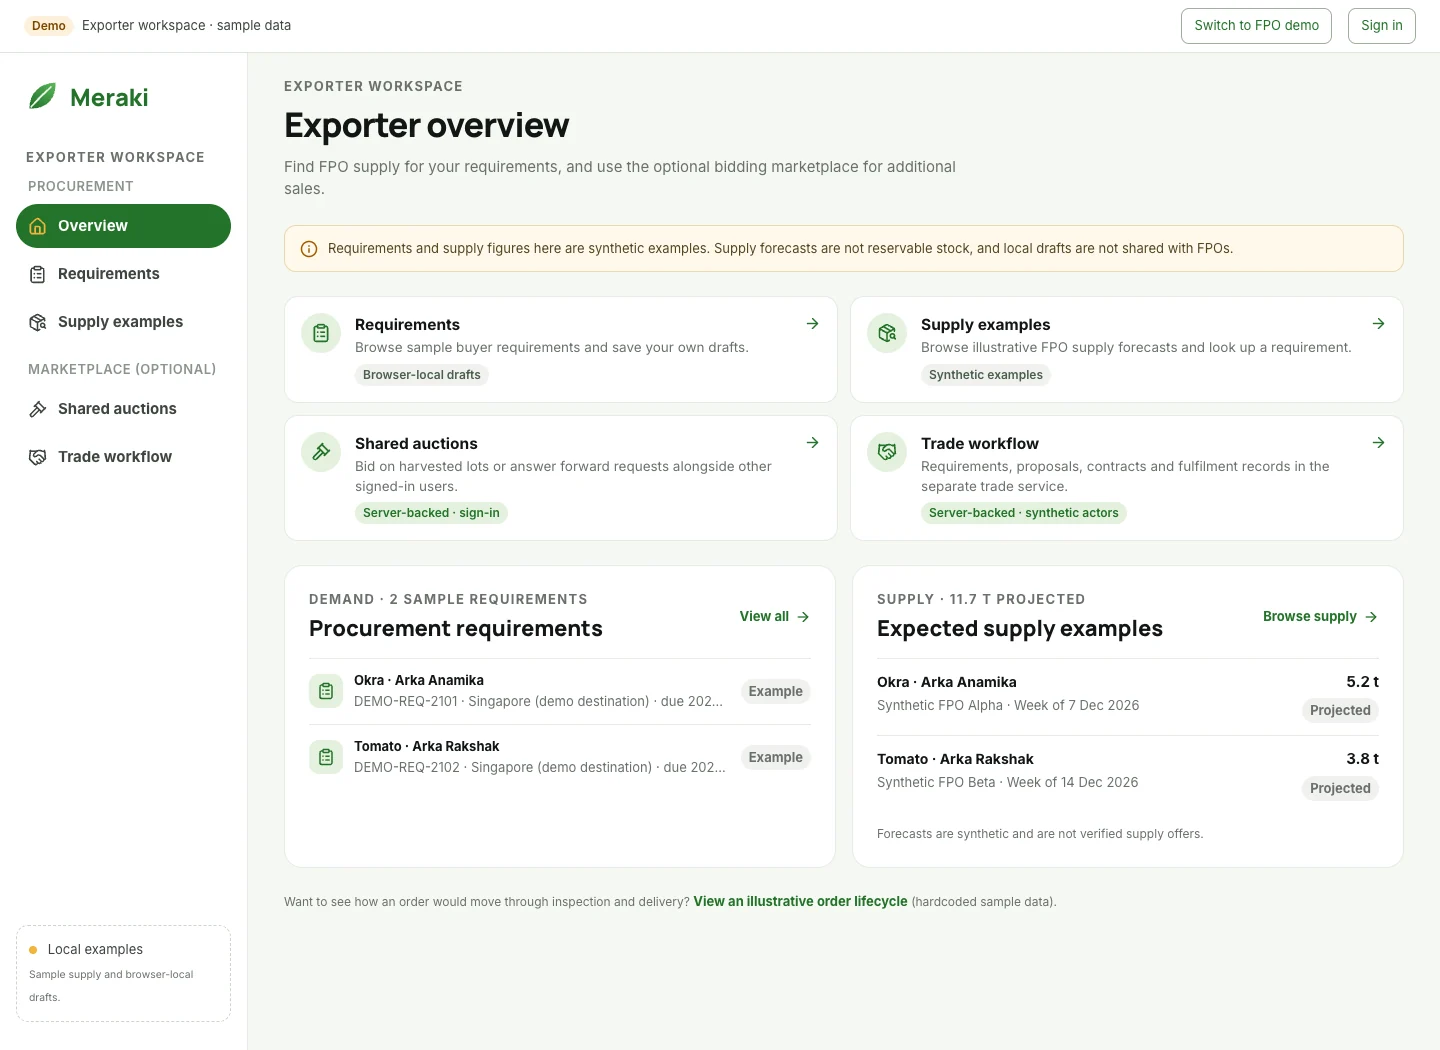 Demo
Exporter workspace · sample data
Switch to FPO demo
Sign in
Meraki
EXPORTER WORKSPACE
PROCUREMENT
Overview
Requirements
Supply examples
MARKETPLACE (OPTIONAL)
Shared auctions
Trade workflow
Local examples
Sample supply and browser-local
drafts.
EXPORTER WORKSPACE
Exporter overview
Find FPO supply for your requirements, and use the optional bidding marketplace for additional
sales.
Requirements and supply figures here are synthetic examples. Supply forecasts are not reservable stock, and local drafts are not shared with FPOs.
Requirements
Browse sample buyer requirements and save your own drafts.
Browser-local drafts
Supply examples
Browse illustrative FPO supply forecasts and look up a requirement.
Synthetic examples
Shared auctions
Bid on harvested lots or answer forward requests alongside other
signed-in users.
Server-backed · sign-in
Trade workflow
Requirements, proposals, contracts and fulfilment records in the
separate trade service.
Server-backed · synthetic actors
DEMAND · 2 SAMPLE REQUIREMENTS
Procurement requirements
View all
Okra · Arka Anamika
DEMO-REQ-2101 · Singapore (demo destination) · due 202...
Example
Tomato · Arka Rakshak
DEMO-REQ-2102 · Singapore (demo destination) · due 202...
Example
SUPPLY · 11.7 T PROJECTED
Expected supply examples
Browse supply
Okra · Arka Anamika
5.2 t
Synthetic FPO Alpha · Week of 7 Dec 2026
Projected
Tomato · Arka Rakshak
3.8 t
Synthetic FPO Beta · Week of 14 Dec 2026
Projected
Forecasts are synthetic and are not verified supply offers.
Want to see how an order would move through inspection and delivery? View an illustrative order lifecycle (hardcoded sample data).